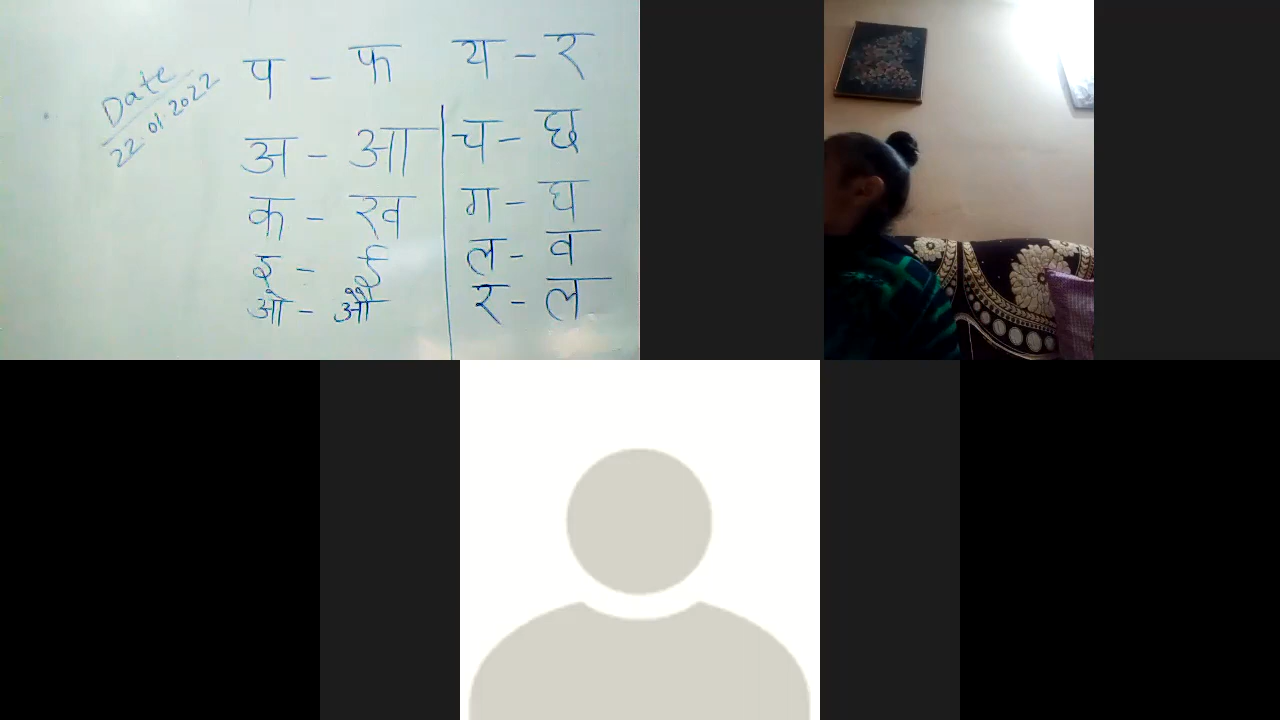 Date
22.01.2022
प – फ य – र
अ – आ च – छ
क – ख ग – घ
इ – ई ल – व
ओ – औ र – ल